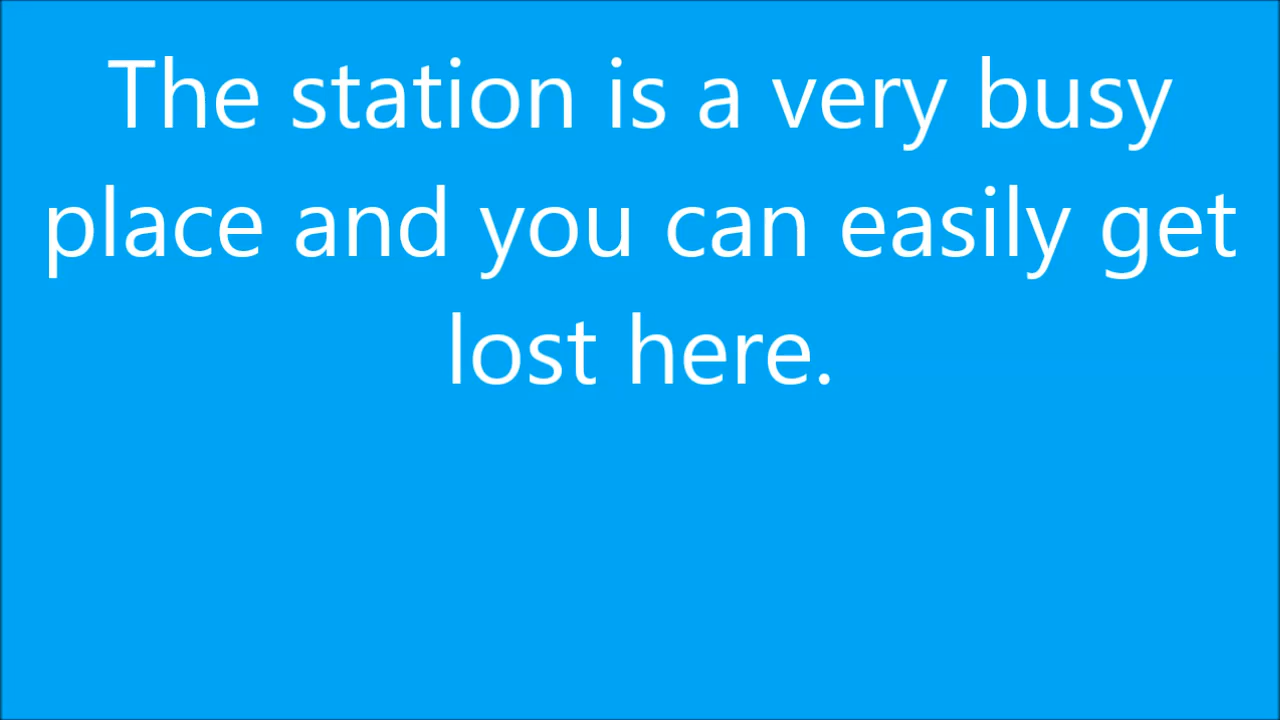 The station is a very busy
place and you can easily get
lost here.